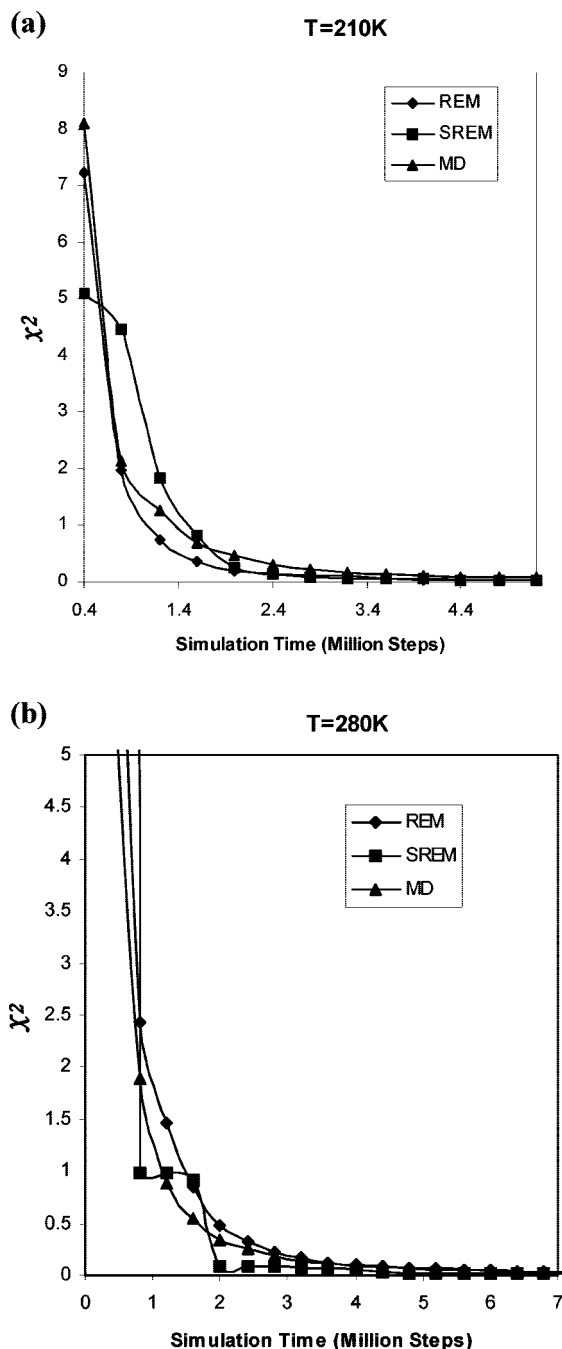 (a)
T=210K
9
8
7
6
5
4
3
2
1
0
χ²
REM
SREM
MD
0.4 1.4 2.4 3.4 4.4
Simulation Time (Million Steps)
(b)
T=280K
5
4.5
4
3.5
3
2.5
2
1.5
1
0.5
0
χ²
REM
SREM
MD
0 1 2 3 4 5 6 7
Simulation Time (Million Steps)